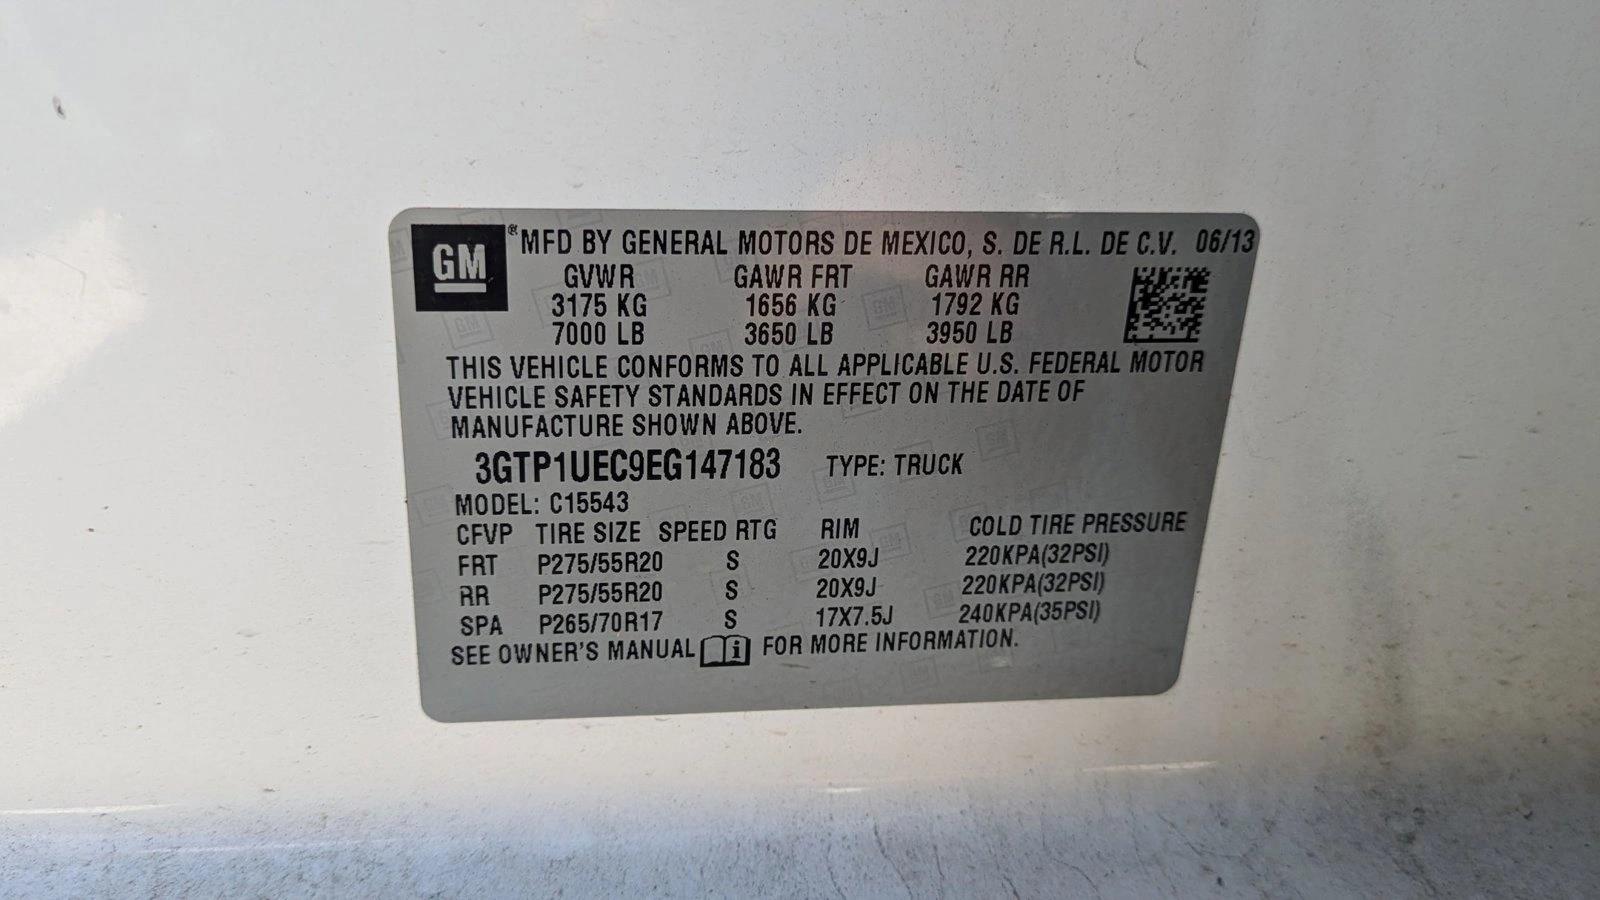 GM ® MFD BY GENERAL MOTORS DE MEXICO, S. DE R.L. DE C.V. 06/13
GVWR GAWR FRT GAWR RR
3175 KG 1656 KG 1792 KG
7000 LB 3650 LB 3950 LB
THIS VEHICLE CONFORMS TO ALL APPLICABLE U.S. FEDERAL MOTOR
VEHICLE SAFETY STANDARDS IN EFFECT ON THE DATE OF
MANUFACTURE SHOWN ABOVE.
3GTP1UEC9EG147183 TYPE: TRUCK
MODEL: C15543
CFVP TIRE SIZE SPEED RTG RIM COLD TIRE PRESSURE
FRT P275/55R20 S 20X9J 220KPA(32PSI)
RR P275/55R20 S 20X9J 220KPA(32PSI)
SPA P265/70R17 S 17X7.5J 240KPA(35PSI)
SEE OWNER'S MANUAL i FOR MORE INFORMATION.